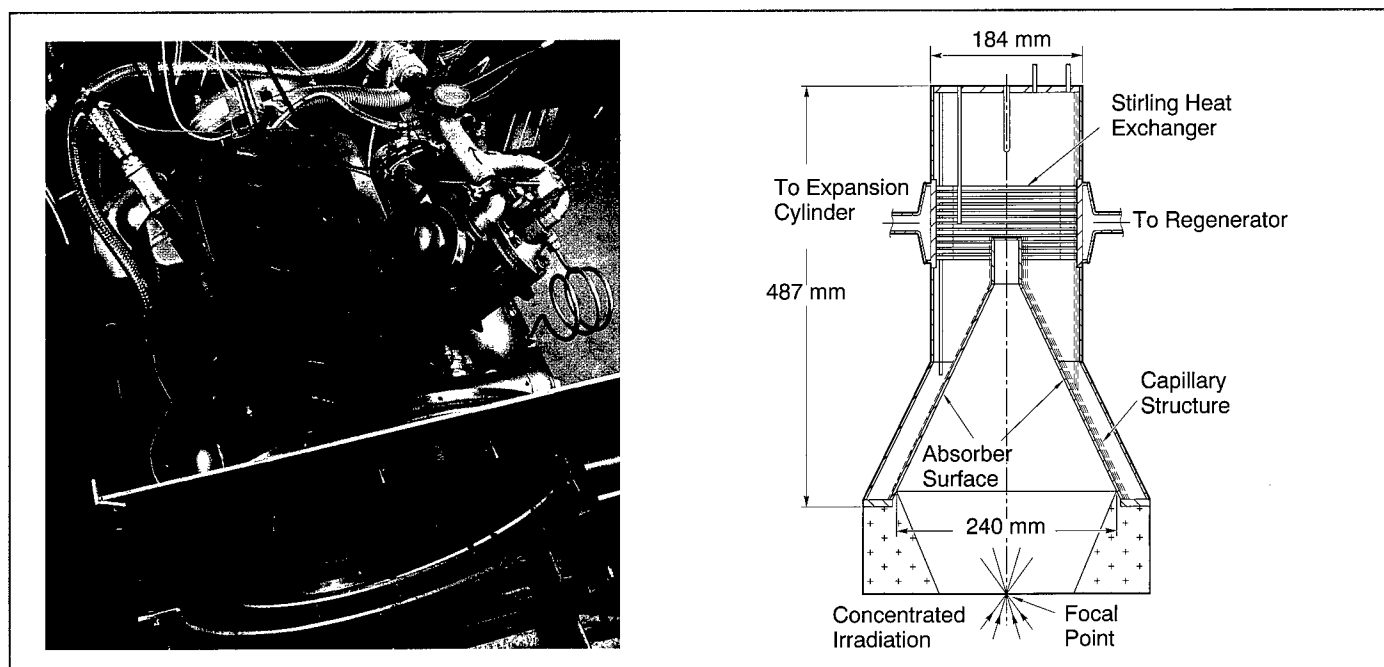 184 mm
Stirling Heat
Exchanger
To Expansion
Cylinder
To Regenerator
487 mm
Capillary
Structure
Absorber
Surface
240 mm
Concentrated
Irradiation
Focal
Point